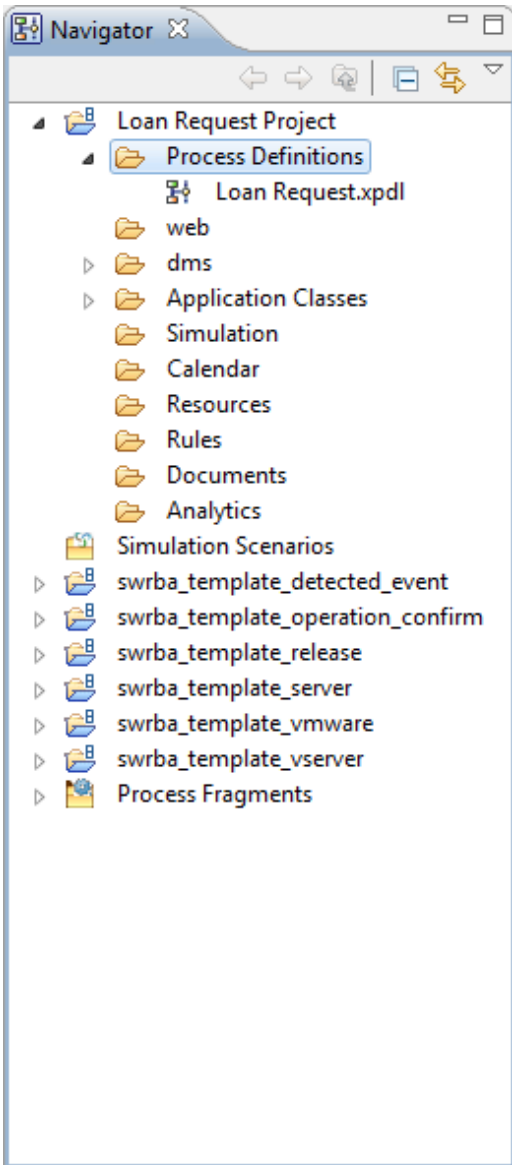 Navigator
Loan Request Project
Process Definitions
Loan Request.xpdl
web
dms
Application Classes
Simulation
Calendar
Resources
Rules
Documents
Analytics
Simulation Scenarios
swrba_template_detected_event
swrba_template_operation_confirm
swrba_template_release
swrba_template_server
swrba_template_vmware
swrba_template_vserver
Process Fragments